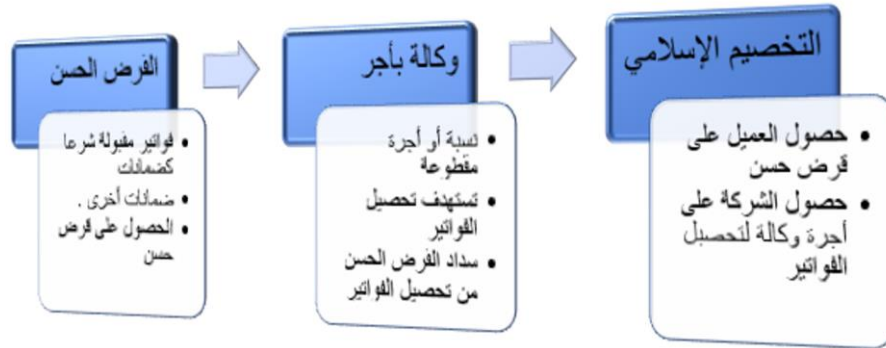 القرض الحسن
فواتير مقبولة شرعا
كضمانات
ضمانات أخرى .
الحصول على قرض
حسن
وكالة بأجر
نسبة أو أجرة
مقطوعة
تستهدف تحصيل
الفواتير
سداد القرض الحسن
من تحصيل الفواتير
التخصيم الإسلامي
حصول العميل على
قرض حسن
حصول الشركة على
أجرة وكالة لتحصيل
الفواتير